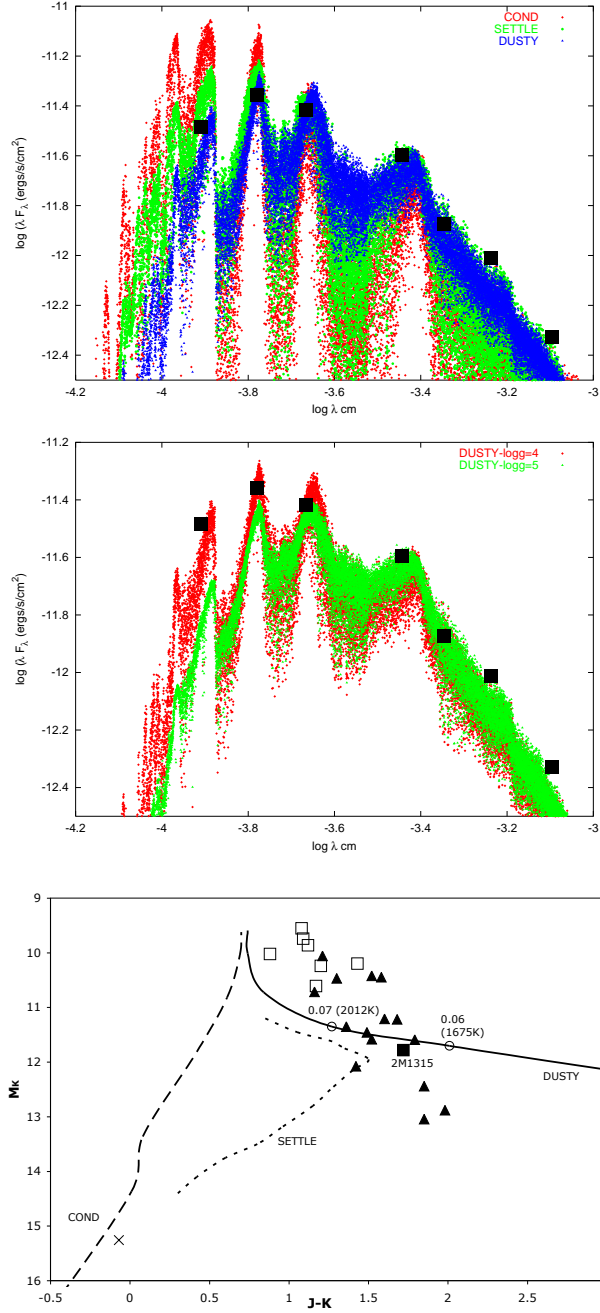 -11
-11.2
-11.4
-11.6
-11.8
-12
-12.2
-12.4
log (λ Fλ (ergs/s/cm²)
COND
SETTLE
DUSTY
-4.2 -4 -3.8 -3.6 -3.4 -3.2 -3
log λ cm
-11.2
-11.4
-11.6
-11.8
-12
-12.2
-12.4
log (λ Fλ (ergs/s/cm²)
DUSTY-logg=4
DUSTY-logg=5
-4.2 -4 -3.8 -3.6 -3.4 -3.2 -3
log λ cm
9
10
11
12
13
14
15
16
MK
0.07 (2012K)
0.06
(1675K)
2M1315
DUSTY
SETTLE
COND
-0.5 0 0.5 1 1.5 2 2.5
J-K